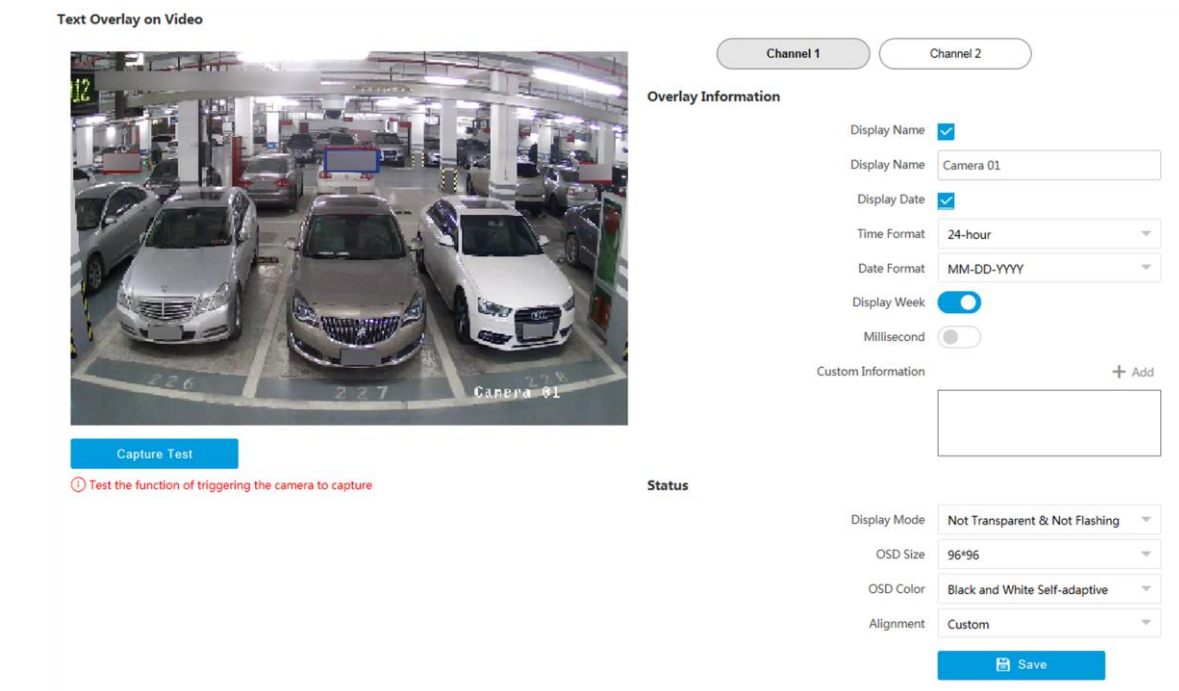 Text Overlay on Video
Channel 1
Channel 2
12
226
227
228
Camera 01
Capture Test
Test the function of triggering the camera to capture
Overlay Information
Display Name
Display Name Camera 01
Display Date
Time Format 24-hour
Date Format MM-DD-YYYY
Display Week
Millisecond
Custom Information + Add
Status
Display Mode Not Transparent & Not Flashing
OSD Size 96*96
OSD Color Black and White Self-adaptive
Alignment Custom
Save